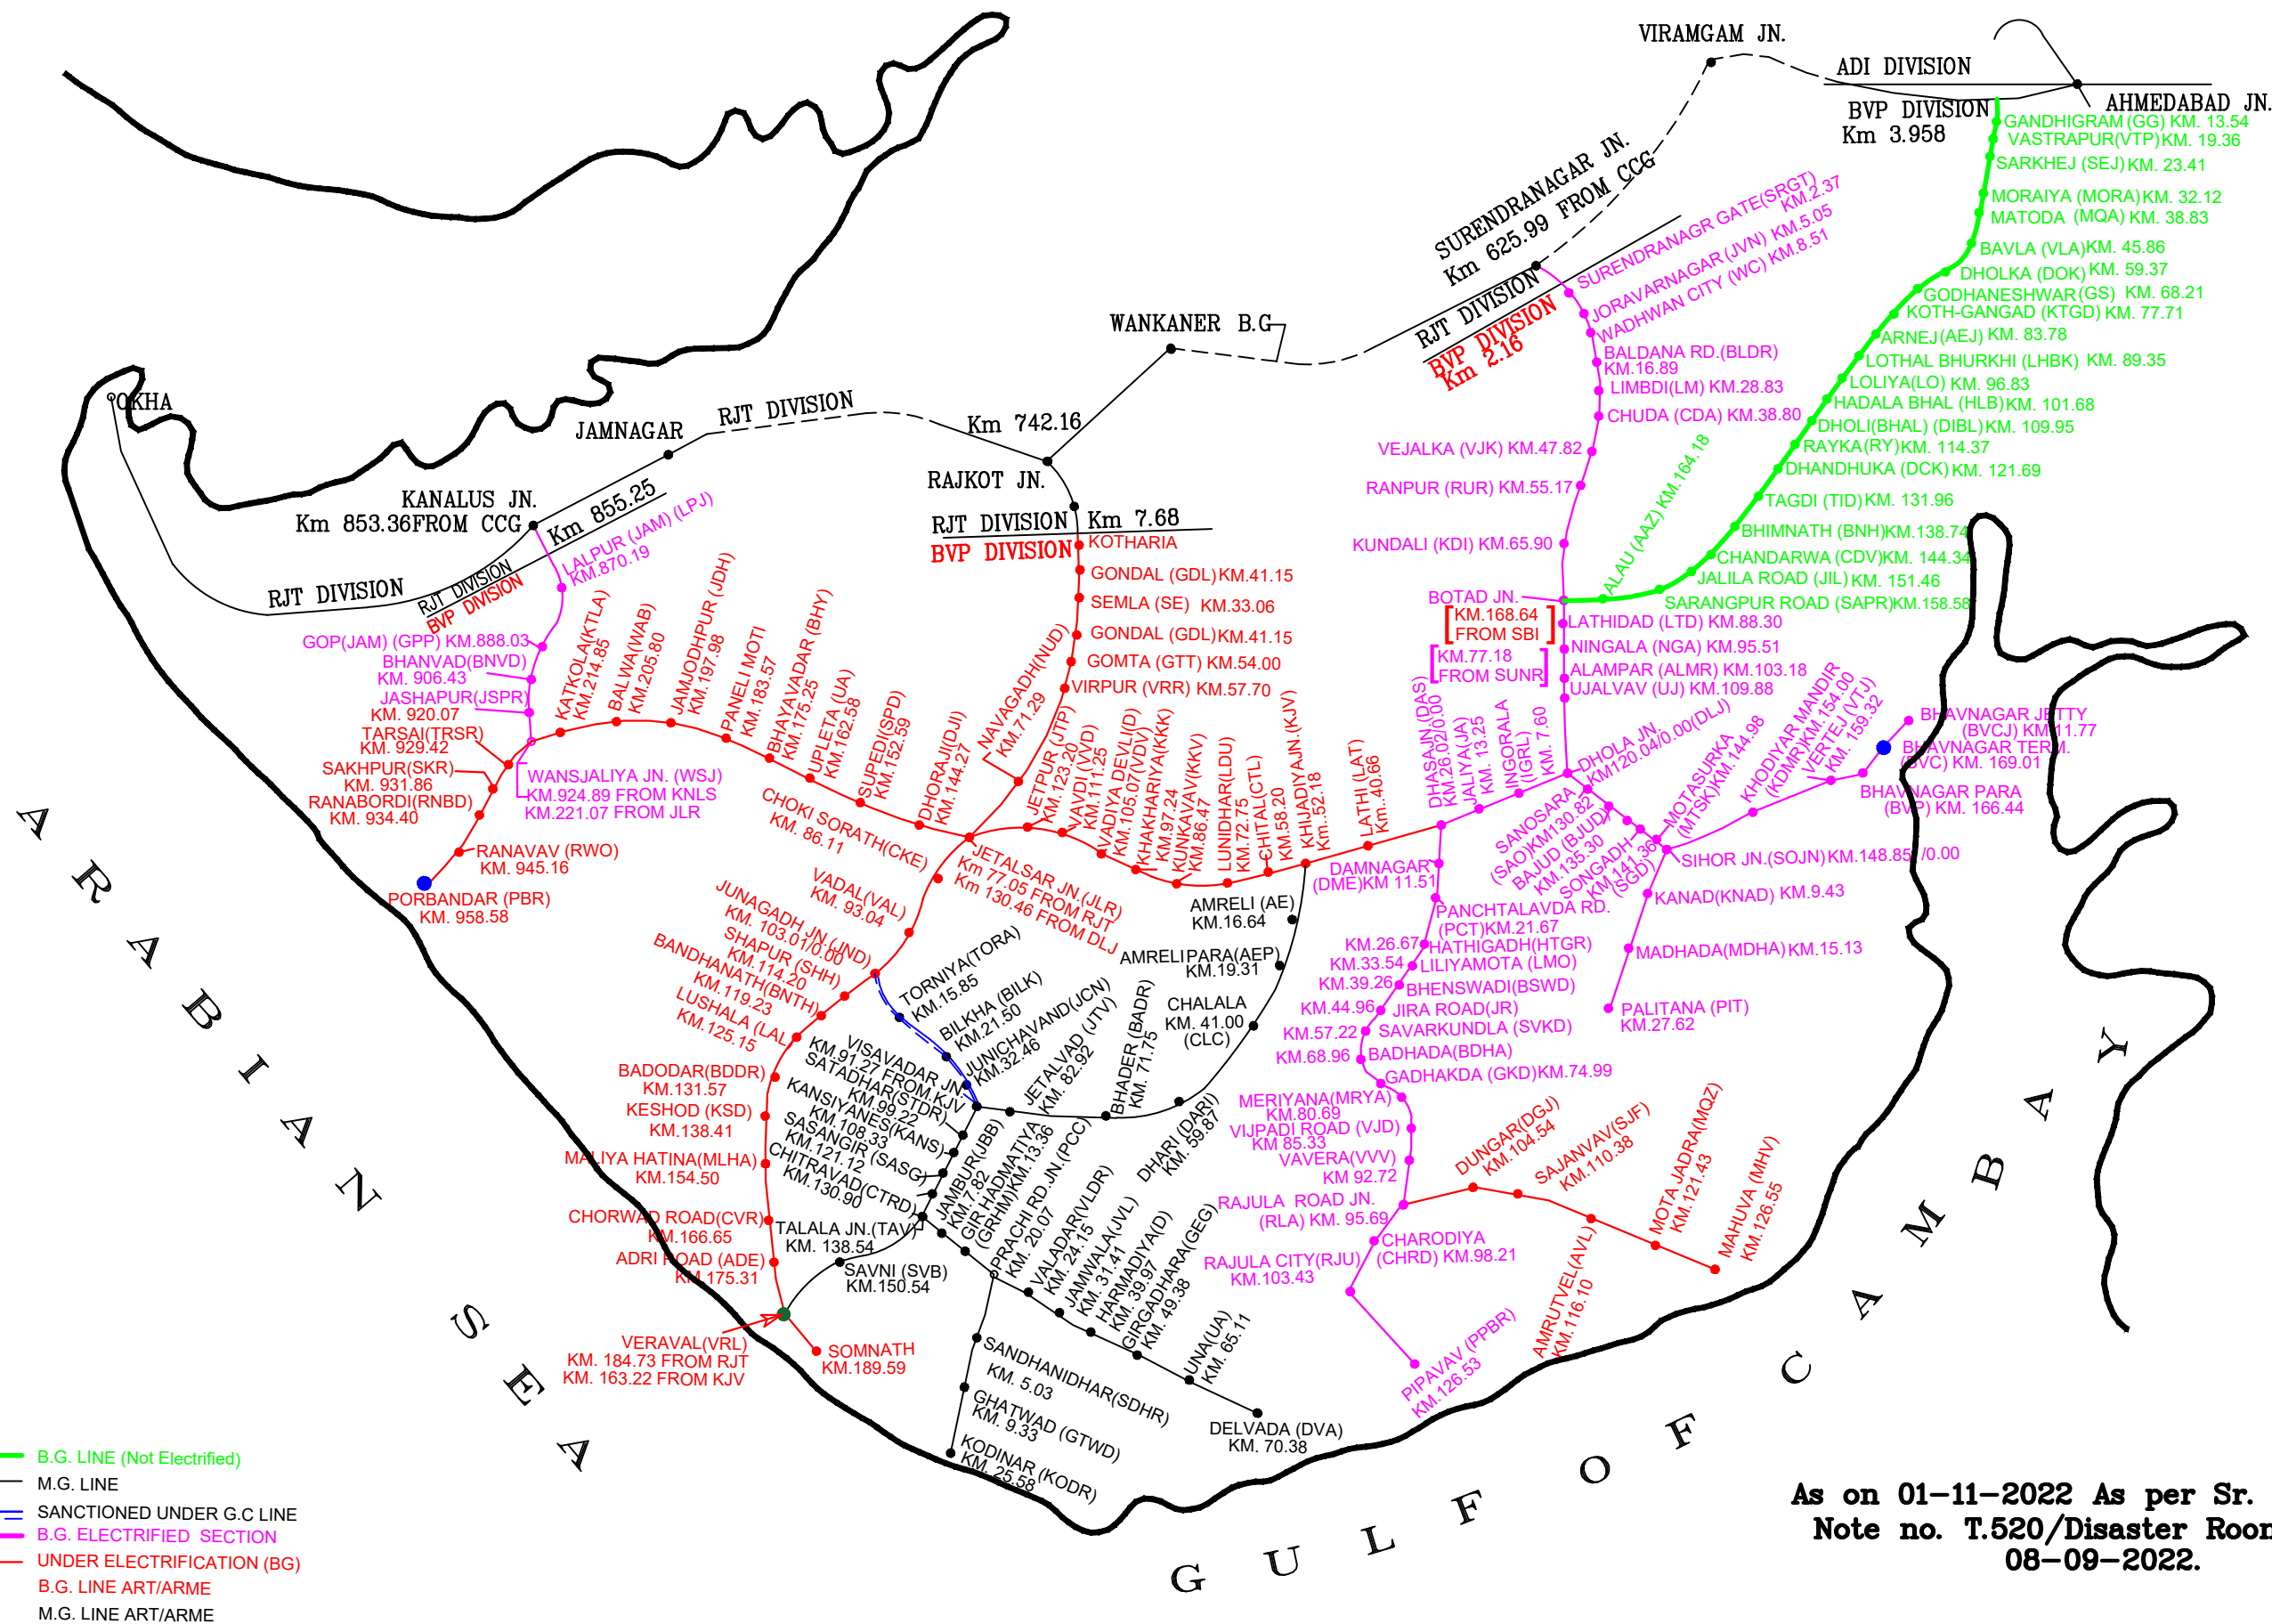 VIRAMGAM JN.
ADI DIVISION
AHMEDABAD JN.
BVP DIVISION
Km 3.958
GANDHIGRAM (GG) KM. 13.54
VASTRAPUR(VTP) KM. 19.36
SARKHEJ (SEJ) KM. 23.41
MORAIYA (MORA) KM. 32.12
MATODA (MQA) KM. 38.83
BAVLA (VLA) KM. 45.86
DHOLKA (DOK) KM. 59.37
GODHANESHWAR (GS) KM. 68.21
KOTH-GANGAD (KTGD) KM. 77.71
ARNEJ (AEJ) KM. 83.78
LOTHAL BHURKHI (LHBK) KM. 89.35
LOLIYA(LO) KM. 96.83
HADALA BHAL (HLB) KM. 101.68
DHOLI(BHAL) (DIBL) KM. 109.95
RAYKA(RY) KM. 114.37
DHANDHUKA (DCK) KM. 121.69
TAGDI (TID) KM. 131.96
BHIMNATH (BNH) KM.138.74
CHANDARWA (CDV) KM. 144.34
JALILA ROAD (JIL) KM. 151.46
SARANGPUR ROAD (SAPR) KM.158.58
ALAU (AAZ) KM.164.18
SURENDRANAGAR JN.
Km 625.99 FROM CCG
RJT DIVISION
BVP DIVISION
Km 2.16
SURENDRANAGR GATE(SRGT)
KM.2.37
JORAVARNAGAR (JVN) KM.5.05
WADHWAN CITY (WC) KM.8.51
BALDANA RD.(BLDR)
KM.16.89
LIMBDI(LM) KM.28.83
CHUDA (CDA) KM.38.80
VEJALKA (VJK) KM.47.82
RANPUR (RUR) KM.55.17
KUNDALI (KDI) KM.65.90
BOTAD JN.
KM.168.64
FROM SBI
KM.77.18
FROM SUNR
LATHIDAD (LTD) KM.88.30
NINGALA (NGA) KM.95.51
ALAMPAR (ALMR) KM.103.18
UJALVAV (UJ) KM.109.88
DHOLA JN.
KM120.04/0.00(DLJ)
WANKANER B.G
Km 742.16
RAJKOT JN.
RJT DIVISION
Km 7.68
BVP DIVISION
KOTHARIA
GONDAL (GDL) KM.41.15
SEMLA (SE) KM.33.06
GONDAL (GDL) KM.41.15
GOMTA (GTT) KM.54.00
VIRPUR (VRR) KM.57.70
NAVAGADH(NUD)
KM.71.29
OKHA
JAMNAGAR
RJT DIVISION
KANALUS JN.
Km 853.36FROM CCG
Km 855.25
RJT DIVISION
RJT DIVISION
BVP DIVISION
LALPUR (JAM) (LPJ)
KM.870.19
GOP(JAM) (GPP) KM.888.03
BHANVAD(BNVD)
KM. 906.43
JASHAPUR(JSPR)
KM. 920.07
TARSAI(TRSR)
KM. 929.42
SAKHPUR(SKR)
KM. 931.86
RANABORDI(RNBD)
KM. 934.40
RANAVAV (RWO)
KM. 945.16
PORBANDAR (PBR)
KM. 958.58
WANSJALIYA JN. (WSJ)
KM.924.89 FROM KNLS
KM.221.07 FROM JLR
KATKOLA(KTLA)
KM.214.85
BALWA(WAB)
KM.205.80
JAMJODHPUR (JDH)
KM.197.98
PANELI MOTI
KM.183.57
BHAYAVADAR (BHY)
KM.175.25
UPLETA (UA)
KM.162.58
SUPEDI(SPD)
KM.152.59
DHORAJI(DJI)
KM.144.27
JETALSAR JN.(JLR)
Km 77.05 FROM RJT
Km 130.46 FROM DLJ
JETPUR (JTP)
KM. 123.20
VAVDI (VVD)
KM.111.25
VADIYA DEVLI(ID)
KM.105.07(VDV)
KHAKHARIYA(KKK)
KM.97.24
KUNKAVAV(KKV)
KM.86.47
LUNIDHAR(LDU)
KM.72.75
CHITAL(CTL)
KM.58.20
KHIJADIYAJN.(KJV)
Km.52.18
LATHI (LAT)
Km.40.66
DHASAJN.(DAS)
KM.26.02/0.00
JALIYA(JA)
KM. 13.25
INGORALA
(IGRL)
KM. 7.60
SANOSARA
(SAO)KM130.82
BAJUD (BJUD)
KM.135.30
SONGADH
KM.141.36
(SGD)
MOTASURKA
(MTSK)KM.144.98
KHODIYAR MANDIR
(KDMR)KM.154.00
VERTEJ (VTJ)
KM. 159.32
BHAVNAGAR JETTY
(BVCJ) KM.11.77
BHAVNAGAR TERM.
(BVC) KM. 169.01
BHAVNAGAR PARA
(BVP) KM. 166.44
SIHOR JN.(SOJN) KM.148.85 /0.00
KANAD(KNAD) KM.9.43
MADHADA(MDHA) KM.15.13
PALITANA (PIT)
KM.27.62
DAMNAGAR
(DME)KM 11.51
PANCHTALAVDA RD.
(PCT)KM.21.67
KM.26.67 HATHIGADH(HTGR)
KM.33.54 LILIYAMOTA (LMO)
KM.39.26 BHENSWADI(BSWD)
KM.44.96 JIRA ROAD(JR)
KM.57.22 SAVARKUNDLA (SVKD)
KM.68.96 BADHADA(BDHA)
GADHAKDA (GKD)KM.74.99
MERIYANA(MRYA)
KM.80.69
VIJPADI ROAD (VJD)
KM 85.33
VAVERA(VVV)
KM 92.72
RAJULA ROAD JN.
(RLA) KM. 95.69
CHARODIYA
(CHRD) KM.98.21
RAJULA CITY(RJU)
KM.103.43
PIPAVAV (PPBR)
KM.126.53
DUNGAR(DGJ)
KM.104.54
SAJANVAV(SJF)
KM.110.38
AMRUTVEL(AVL)
KM.116.10
MOTA JADRA(MQZ)
KM.121.43
MAHUVA (MHV)
KM.126.55
CHOKI SORATH(CKE)
KM. 86.11
VADAL(VAL)
KM. 93.04
JUNAGADH JN.(JND)
KM. 103.01/0.00
SHAPUR (SHH)
KM.114.20
BANDHANATH(BNTH)
KM.119.23
LUSHALA (LAL
KM.125.15
BADODAR(BDDR)
KM.131.57
KESHOD (KSD)
KM.138.41
MALIYA HATINA(MLHA)
KM.154.50
CHORWAD ROAD(CVR)
KM.166.65
ADRI ROAD (ADE)
KM.175.31
VERAVAL(VRL)
KM. 184.73 FROM RJT
KM. 163.22 FROM KJV
SOMNATH
KM.189.59
AMRELI (AE)
KM.16.64
AMRELIPARA(AEP)
KM.19.31
CHALALA
KM. 41.00
(CLC)
DHARI (DARI)
KM. 59.87
BHADER (BADR)
KM. 71.75
JETALVAD (JTV)
KM. 82.92
TORNIYA(TORA)
KM.15.85
BILKHA (BILK)
KM.21.50
JUNICHAVAND(JCN)
KM.32.46
VISAVADAR JN.
KM.91.27 FROM KJV
SATADHAR(STDR)
KM.99.22
KANSIYANES(KANS)
KM.108.33
SASANGIR (SASG)
KM.121.12
CHITRAVAD(CTRD)
KM.130.90
TALALA JN.(TAV)
KM. 138.54
SAVNI (SVB)
KM.150.54
JAMBUR(JBB)
KM.7.82
GIR HADMATIYA
(GRHM)KM.13.36
PRACHI RD.JN.(PCC)
KM. 20.07
VALADAR(VLDR)
KM. 24.15
JAMWALA(JVL)
KM. 31.41
HARMADIYA(D)
KM. 39.97
GIRGADHARA(GEG)
KM. 49.38
UNA(UA)
KM. 65.11
DELVADA (DVA)
KM. 70.38
SANDHANIDHAR(SDHR)
KM. 5.03
GHATWAD (GTWD)
KM. 9.33
KODINAR (KODR)
KM. 25.58
ARABIAN SEA
GULF OF CAMBAY
B.G. LINE (Not Electrified)
M.G. LINE
SANCTIONED UNDER G.C LINE
B.G. ELECTRIFIED SECTION
UNDER ELECTRIFICATION (BG)
B.G. LINE ART/ARME
M.G. LINE ART/ARME
As on 01-11-2022 As per Sr.
Note no. T.520/Disaster Room
08-09-2022.